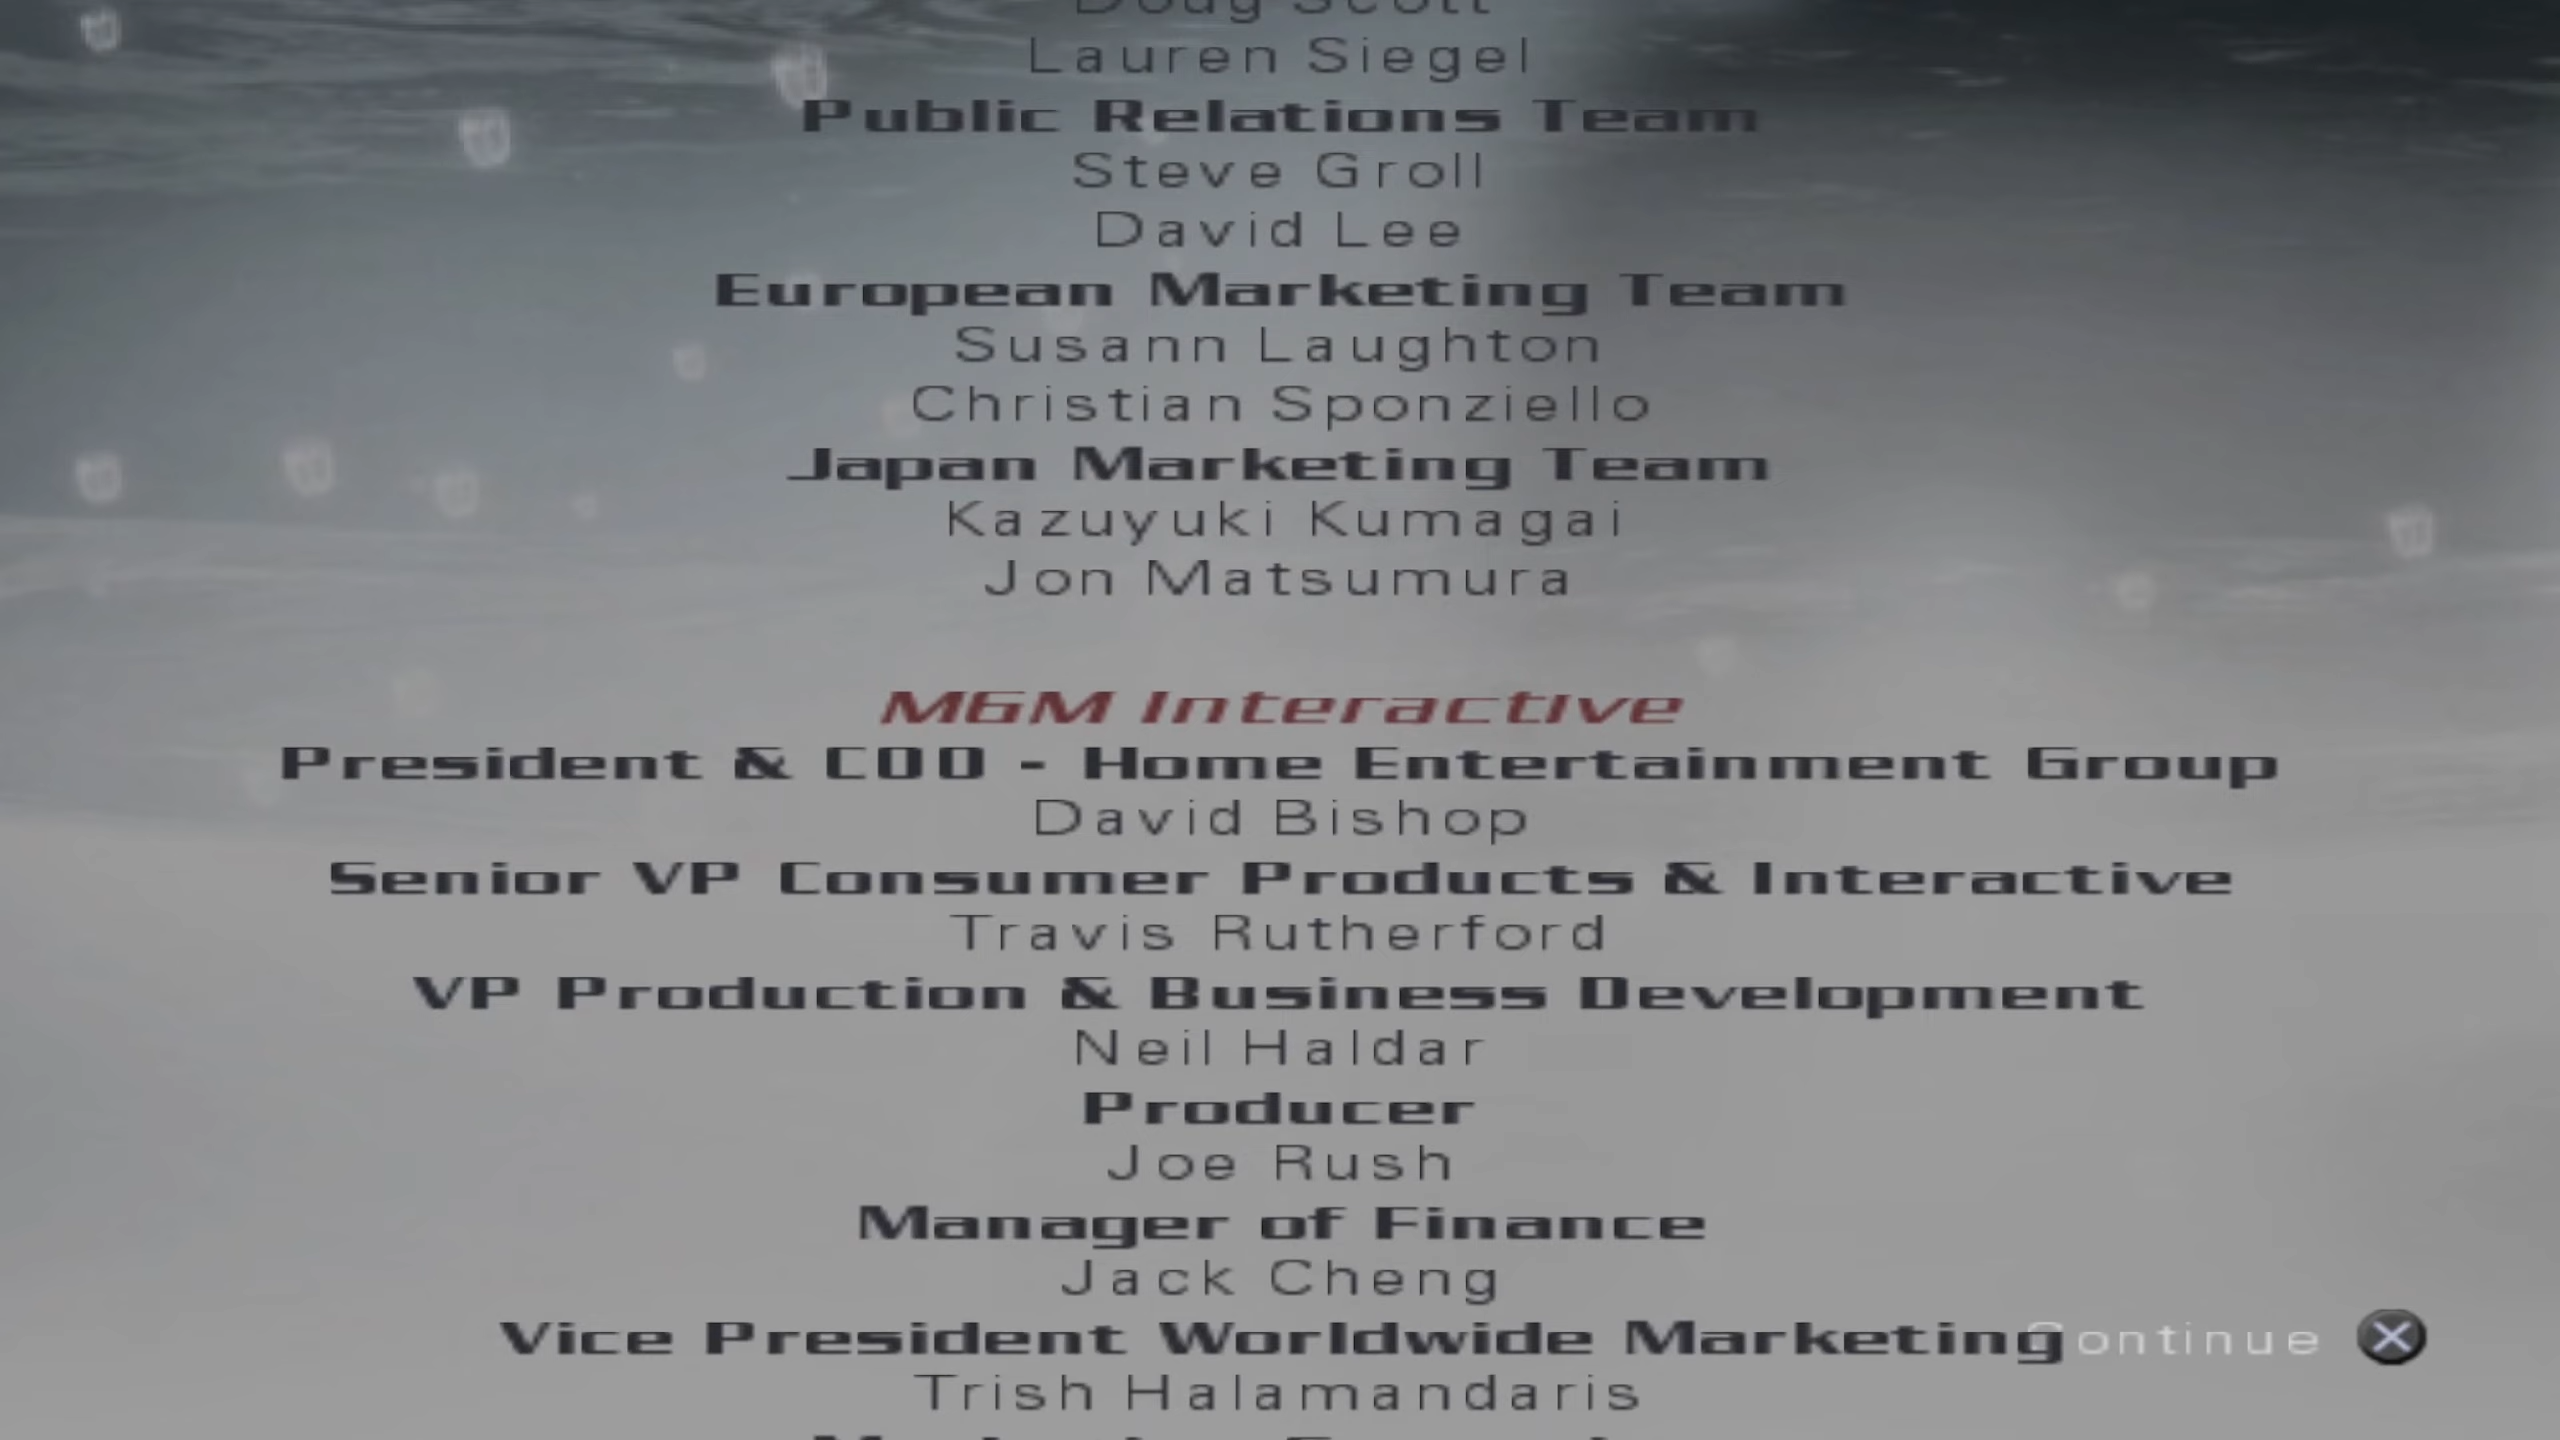 Doug Scott
Lauren Siegel
Public Relations Team
Steve Groll
David Lee
European Marketing Team
Susann Laughton
Christian Sponziello
Japan Marketing Team
Kazuyuki Kumagai
Jon Matsumura
MGM Interactive
President & COO - Home Entertainment Group
David Bishop
Senior VP Consumer Products & Interactive
Travis Rutherford
VP Production & Business Development
Neil Haldar
Producer
Joe Rush
Manager of Finance
Jack Cheng
Vice President Worldwide Marketing
Continue
Trish Halamandaris